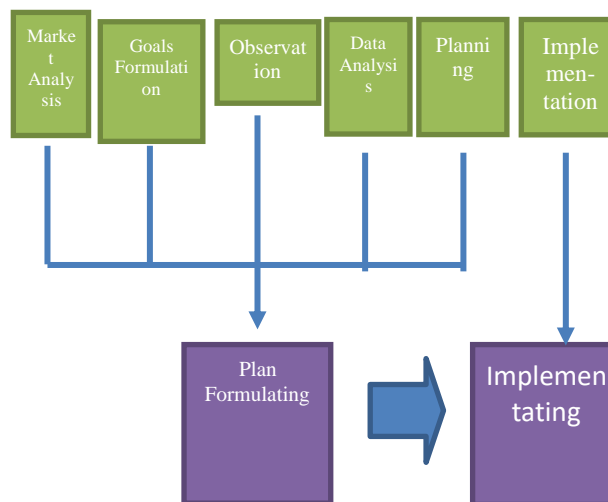 Marke
t
Analy
sis
Goals
Formulati
on
Observat
ion
Data
Analysi
s
Planni
ng
Imple
men-
tation
Plan
Formulating
Implemen
tating